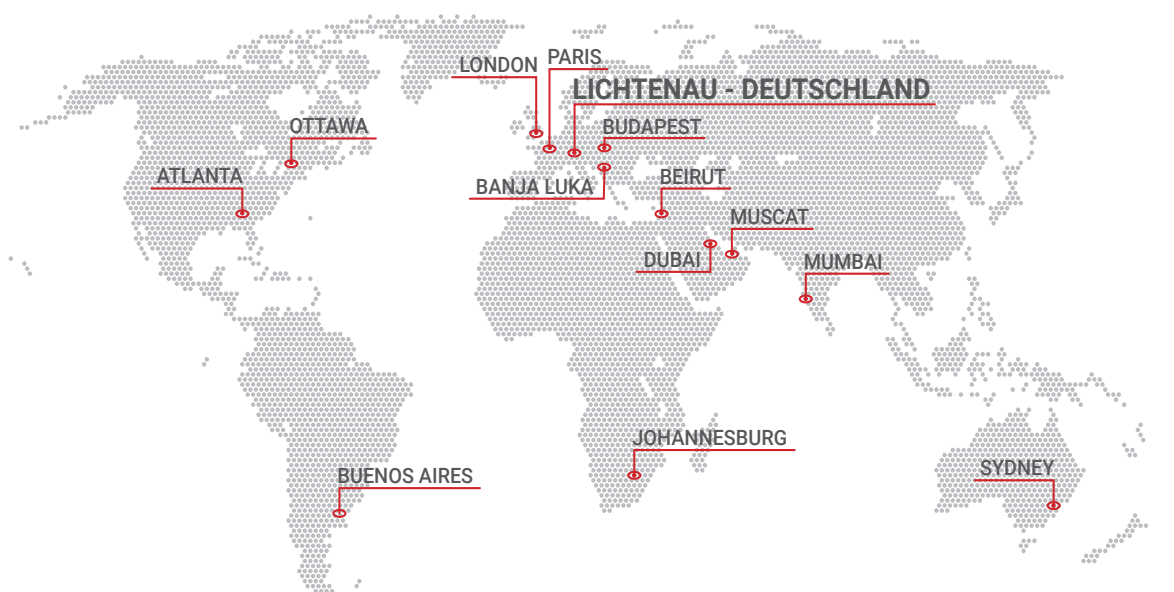 LONDON
PARIS
LICHTENAU - DEUTSCHLAND
OTTAWA
BUDAPEST
ATLANTA
BANJA LUKA
BEIRUT
MUSCAT
DUBAI
MUMBAI
JOHANNESBURG
BUENOS AIRES
SYDNEY